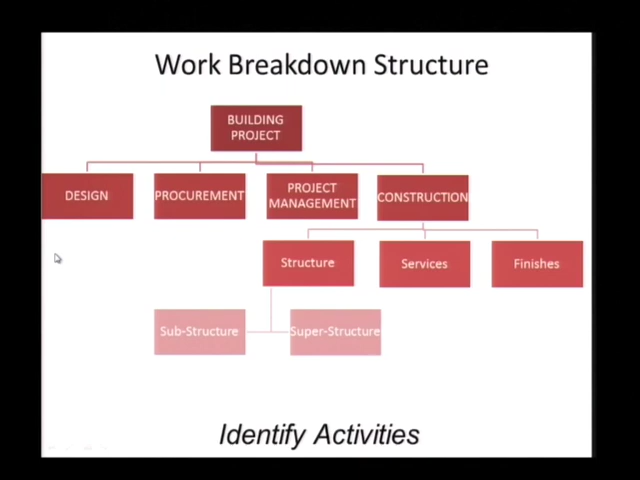 Work Breakdown Structure
BUILDING
PROJECT
DESIGN
PROCUREMENT
PROJECT
MANAGEMENT
CONSTRUCTION
Structure
Services
Finishes
Sub-Structure
Super-Structure
Identify Activities